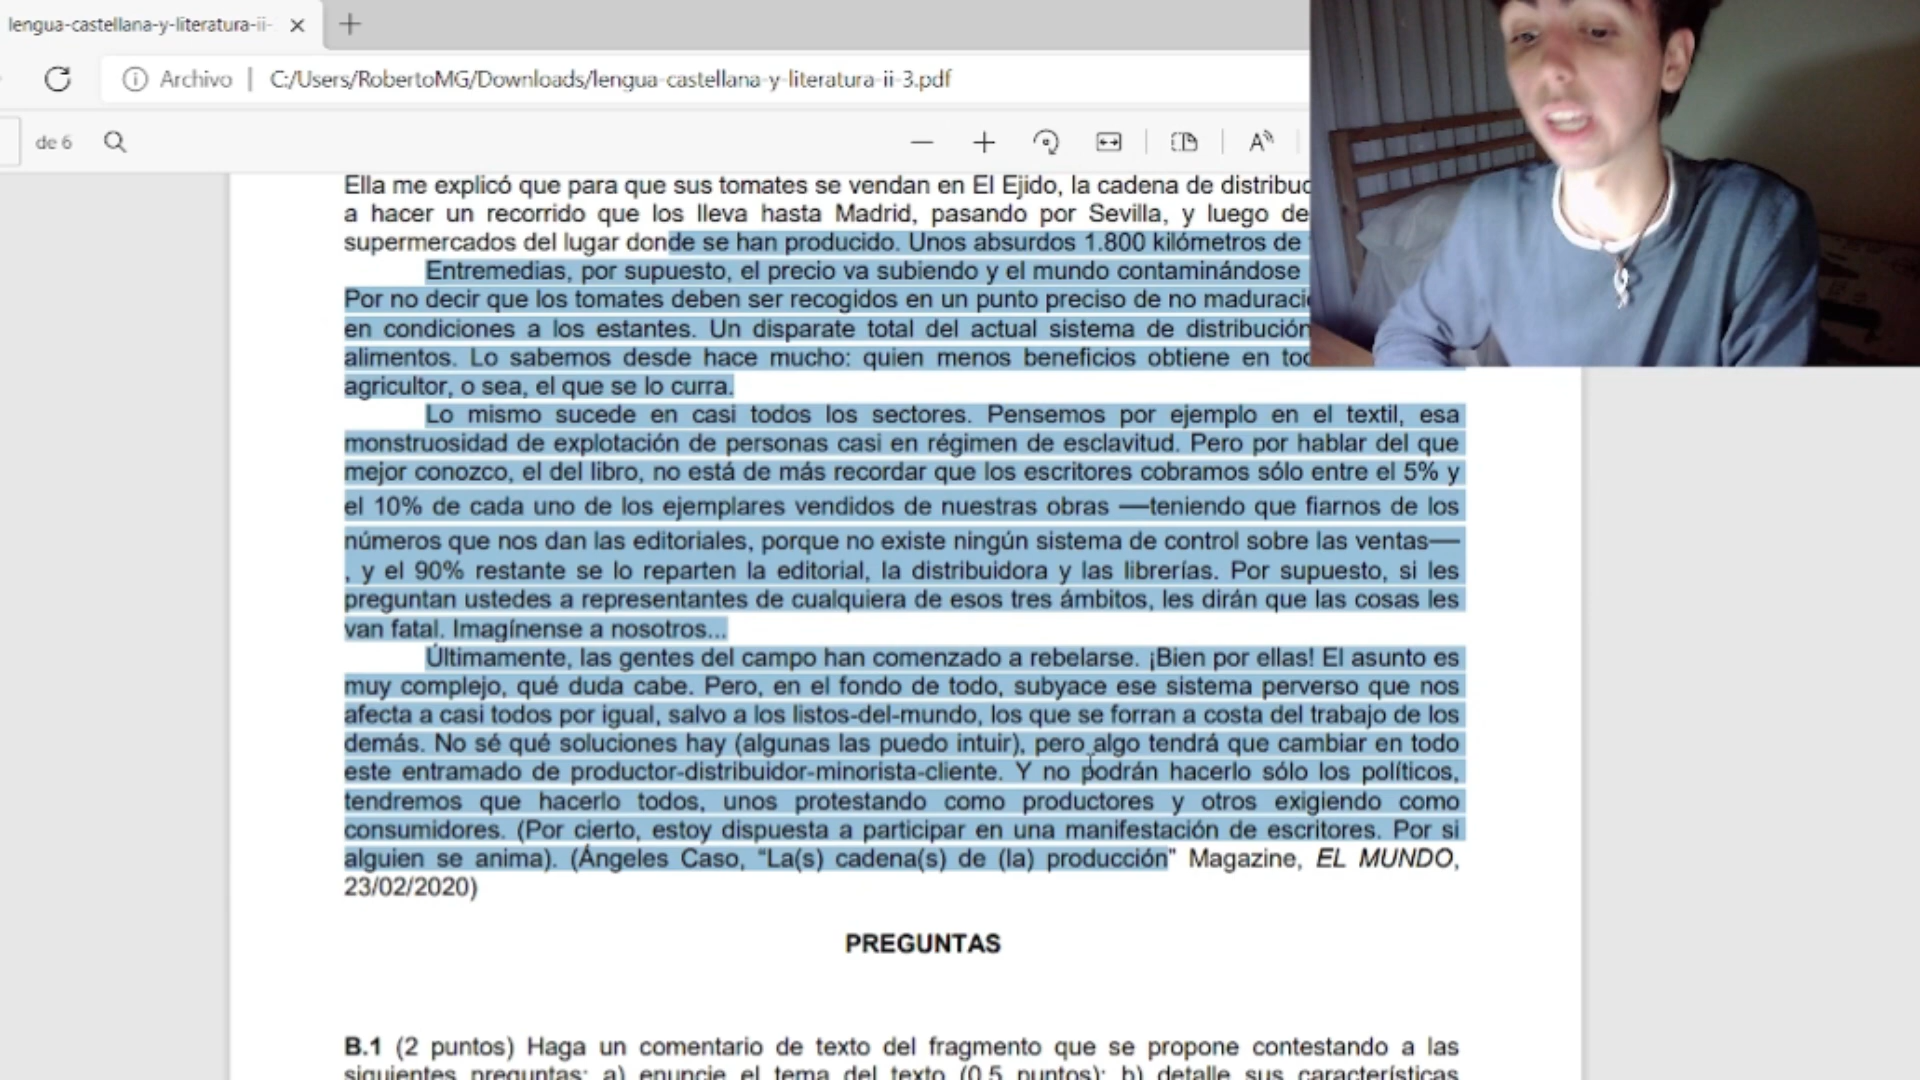 lengua-castellana-y-literatura-ii-
Archivo | C:/Users/RobertoMG/Downloads/lengua-castellana-y-literatura-ii-3.pdf
de 6
Ella me explicó que para que sus tomates se vendan en El Ejido, la cadena de
a hacer un recorrido que los lleva hasta Madrid, pasando por Sevilla, y luego de
supermercados del lugar donde se han producido. Unos absurdos 1.800 kilómetros de
Entremedias, por supuesto, el precio va subiendo y el mundo contaminándose
Por no decir que los tomates deben ser recogidos en un punto preciso de no
en condiciones a los estantes. Un disparate total del actual sistema de distribución
alimentos. Lo sabemos desde hace mucho: quien menos beneficios obtiene en
agricultor, o sea, el que se lo curra.
Lo mismo sucede en casi todos los sectores. Pensemos por ejemplo en el textil, esa
monstruosidad de explotación de personas casi en régimen de esclavitud. Pero por hablar del que
mejor conozco, el del libro, no está de más recordar que los escritores cobramos sólo entre el 5% y
el 10% de cada uno de los ejemplares vendidos de nuestras obras —teniendo que fiarnos de los
números que nos dan las editoriales, porque no existe ningún sistema de control sobre las ventas—
, y el 90% restante se lo reparten la editorial, la distribuidora y las librerías. Por supuesto, si les
preguntan ustedes a representantes de cualquiera de esos tres ámbitos, les dirán que las cosas les
van fatal. Imagínense a nosotros...
Últimamente, las gentes del campo han comenzado a rebelarse. ¡Bien por ellas! El asunto es
muy complejo, qué duda cabe. Pero, en el fondo de todo, subyace ese sistema perverso que nos
afecta a casi todos por igual, salvo a los listos-del-mundo, los que se forran a costa del trabajo de los
demás. No sé qué soluciones hay (algunas las puedo intuir), pero algo tendrá que cambiar en todo
este entramado de productor-distribuidor-minorista-cliente. Y no podrán hacerlo sólo los políticos,
tendremos que hacerlo todos, unos protestando como productores y otros exigiendo como
consumidores. (Por cierto, estoy dispuesta a participar en una manifestación de escritores. Por si
alguien se anima). (Ángeles Caso, “La(s) cadena(s) de (la) producción” Magazine, EL MUNDO,
23/02/2020)
PREGUNTAS
B.1 (2 puntos) Haga un comentario de texto del fragmento que se propone contestando a las
siguientes preguntas: a) enuncie el tema del texto (0,5 puntos); b) detalle sus características